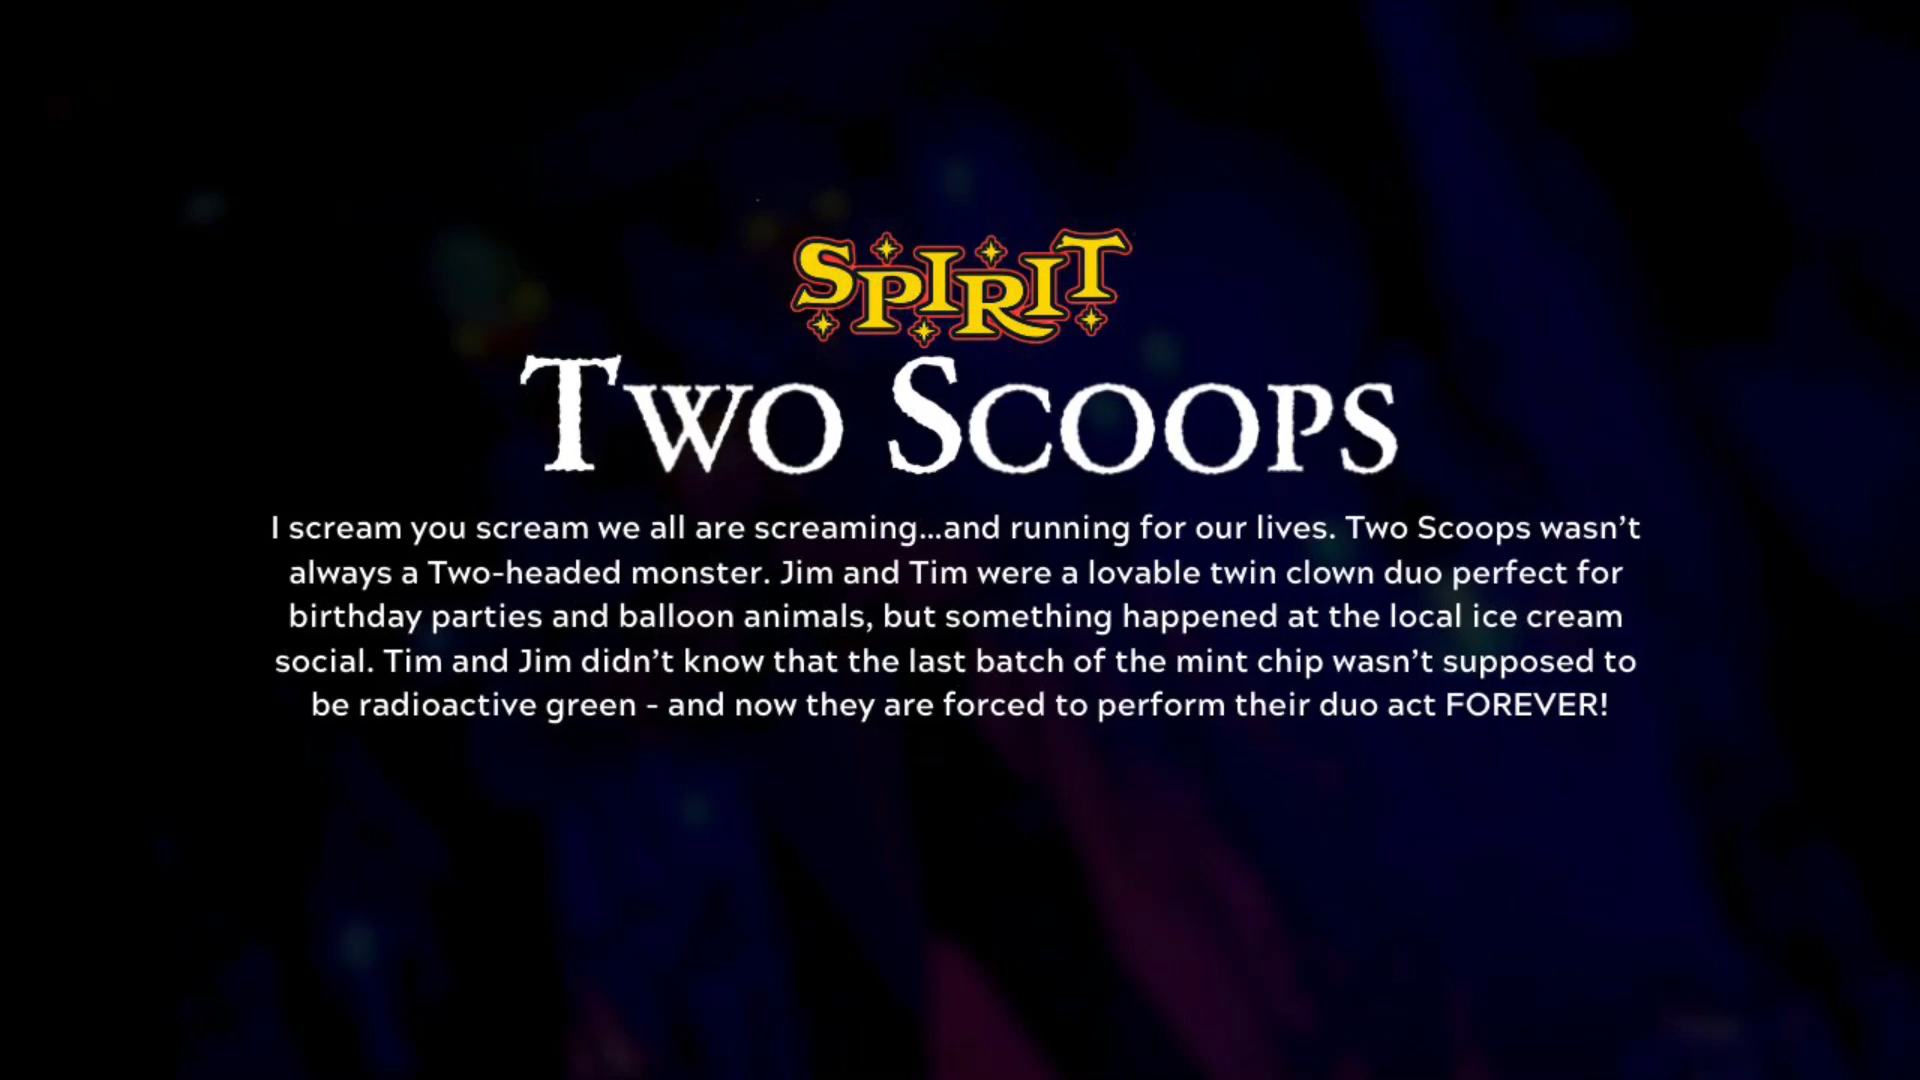 SPIRIT
TWO SCOOPS
I scream you scream we all are screaming...and running for our lives. Two Scoops wasn't
always a Two-headed monster. Jim and Tim were a lovable twin clown duo perfect for
birthday parties and balloon animals, but something happened at the local ice cream
social. Tim and Jim didn't know that the last batch of the mint chip wasn't supposed to
be radioactive green - and now they are forced to perform their duo act FOREVER!